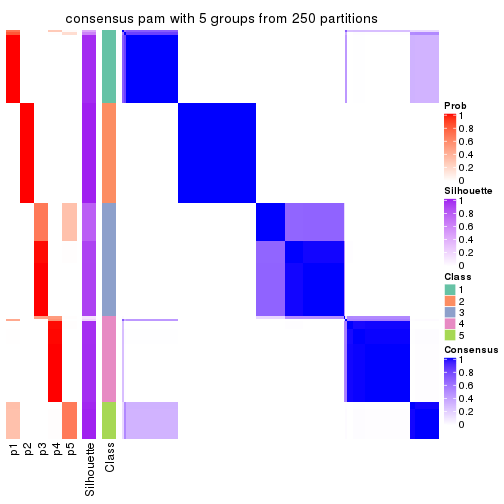 consensus pam with 5 groups from 250 partitions
Prob
1
0.8
0.6
0.4
0.2
0
Silhouette
1
0.8
0.6
0.4
0.2
0
Class
1
2
3
4
5
Consensus
1
0.8
0.6
0.4
0.2
0
p1
p2
p3
p4
p5
Silhouette
Class